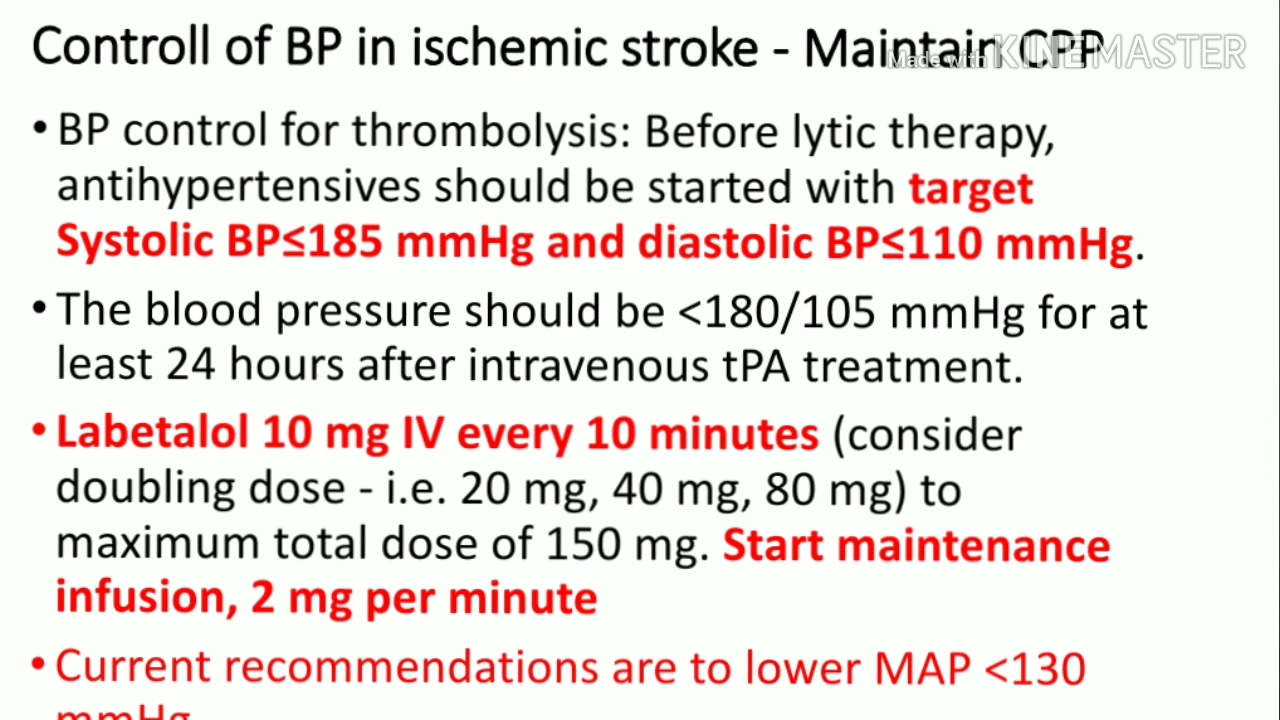 Controll of BP in ischemic stroke - Maintain CPP
Made with KINEMASTER
• BP control for thrombolysis: Before lytic therapy,
antihypertensives should be started with target
Systolic BP≤185 mmHg and diastolic BP≤110 mmHg.
• The blood pressure should be <180/105 mmHg for at
least 24 hours after intravenous tPA treatment.
• Labetalol 10 mg IV every 10 minutes (consider
doubling dose - i.e. 20 mg, 40 mg, 80 mg) to
maximum total dose of 150 mg. Start maintenance
infusion, 2 mg per minute
• Current recommendations are to lower MAP <130
mmHg